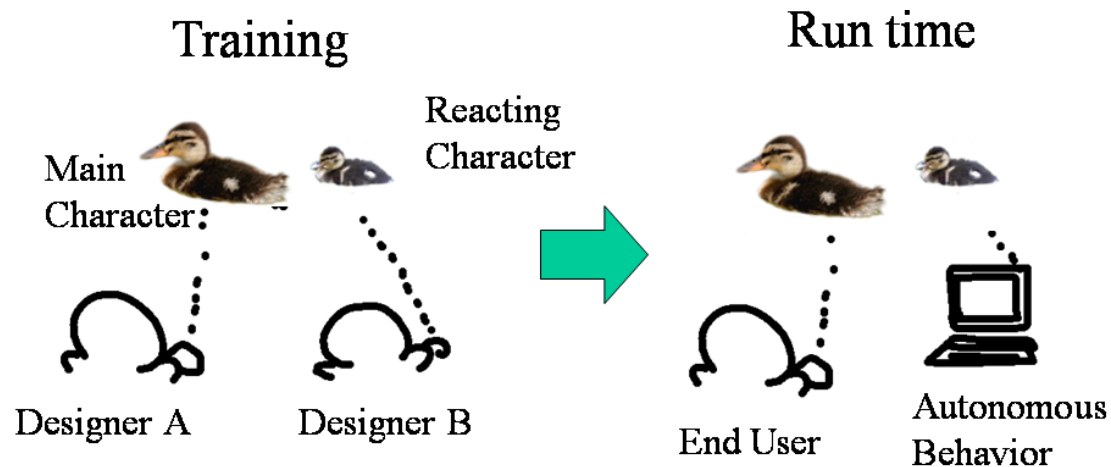 Training
Run time
Main
Character
Reacting
Character
Designer A
Designer B
End User
Autonomous
Behavior